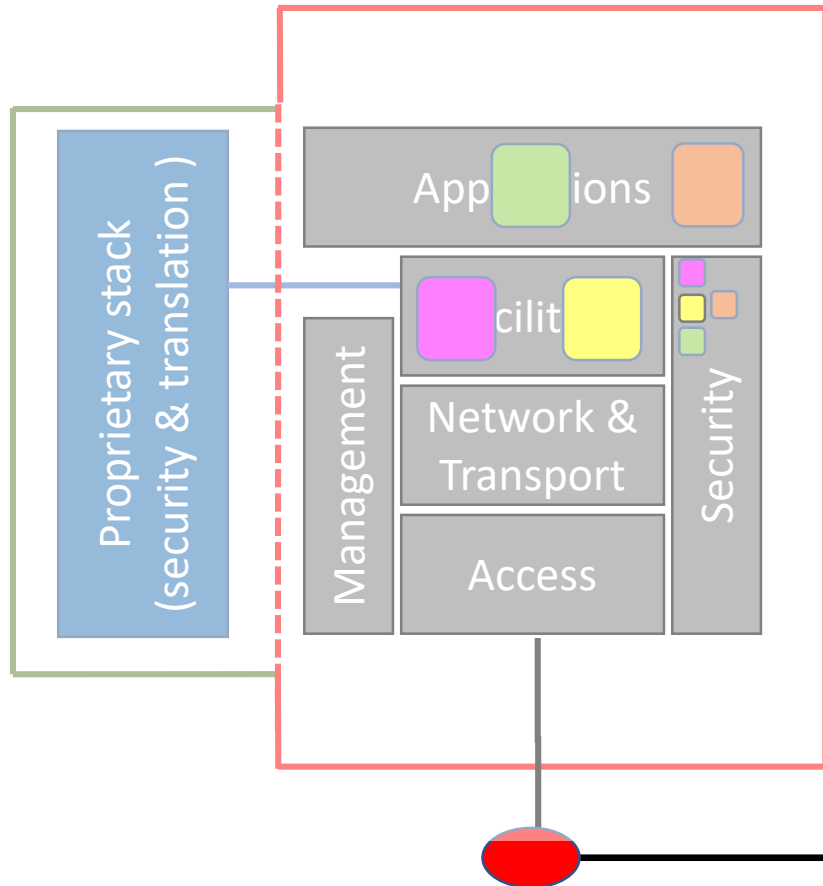 Proprietary stack
(security & translation )
App ions
cilit
Management
Network &
Transport
Security
Access